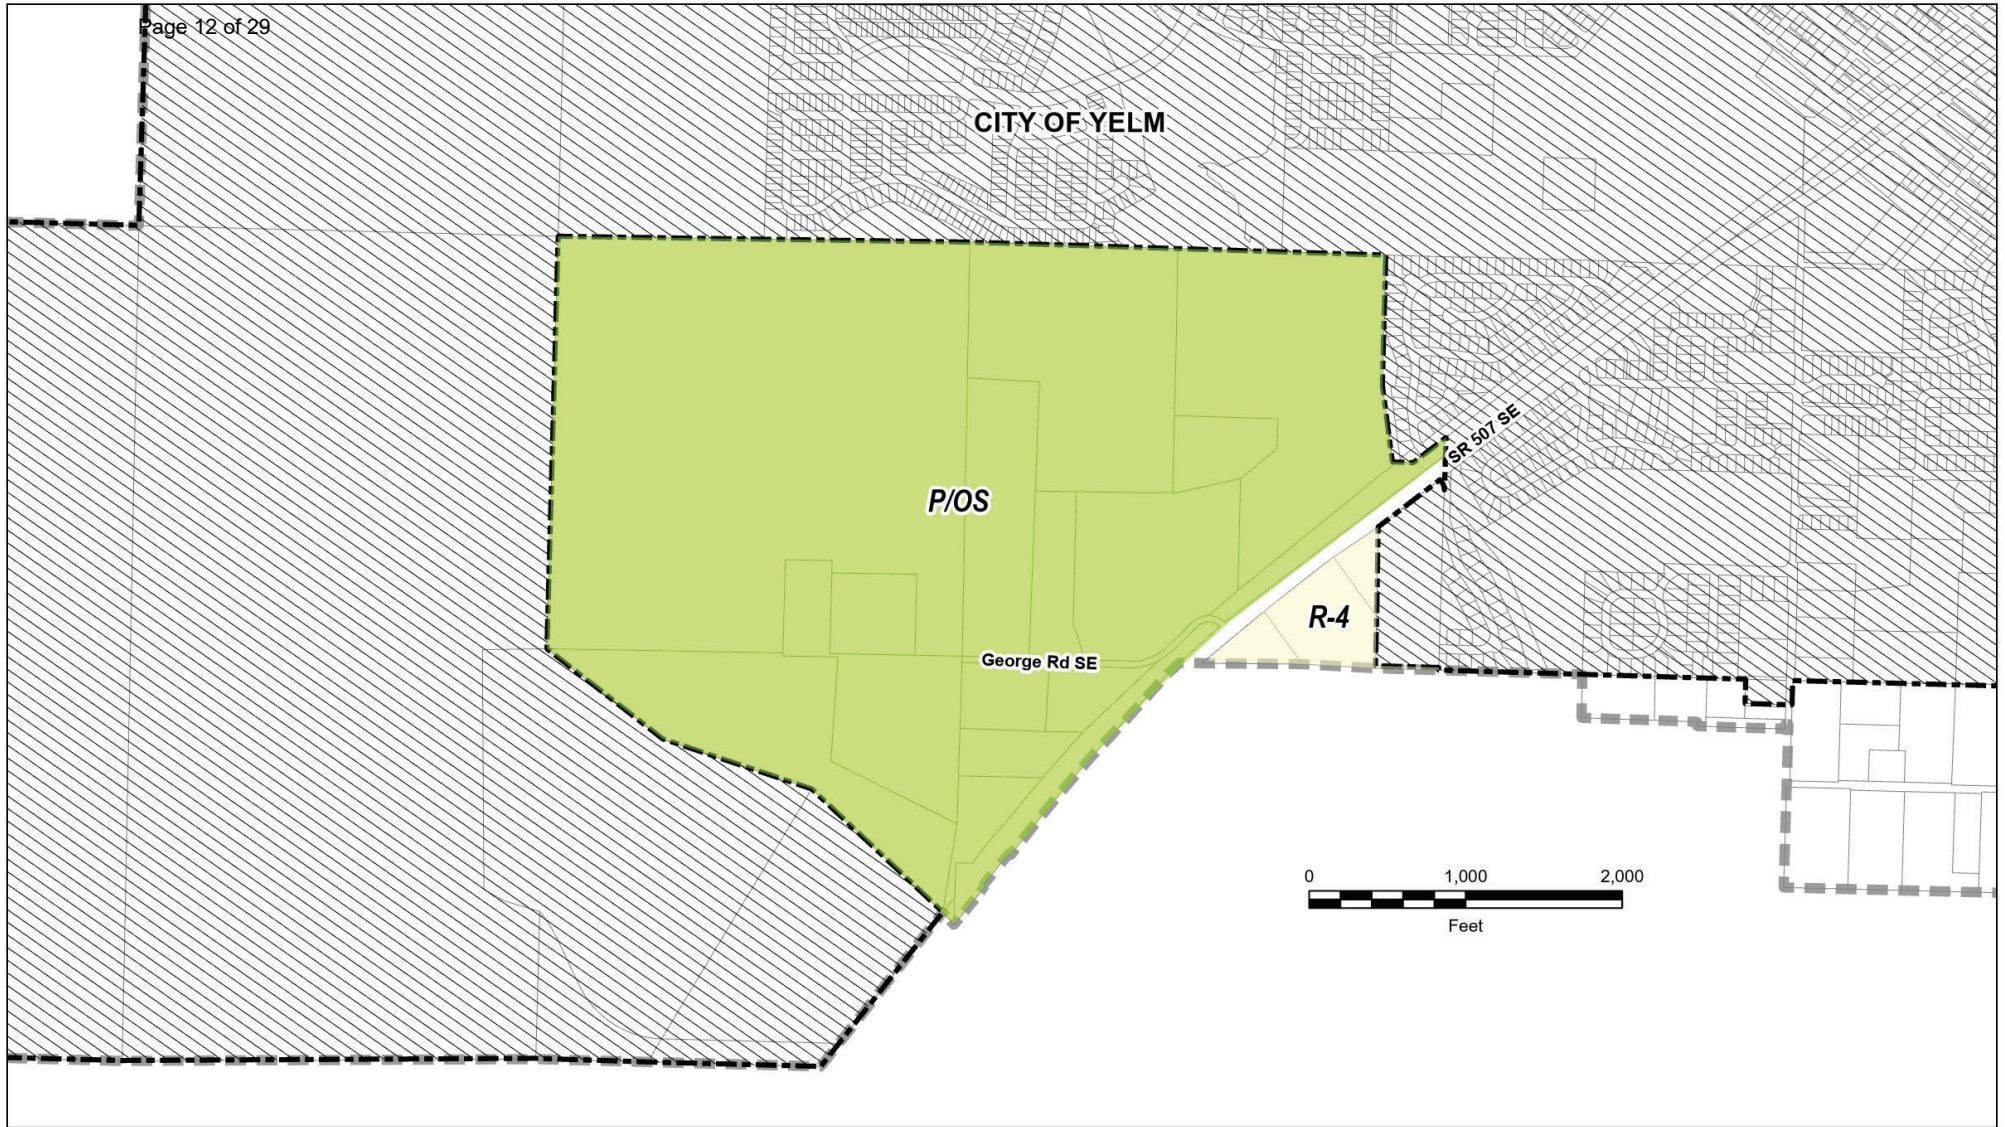 Page 12 of 29
CITY OF YELM
SR 507 SE
P/OS
R-4
George Rd SE
0 1,000 2,000
Feet